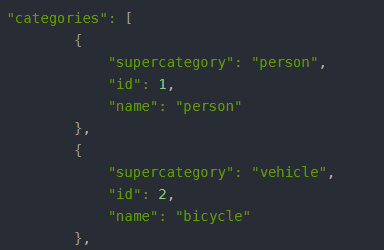 "categories": [
        {
            "supercategory": "person",
            "id": 1,
            "name": "person"
        },
        {
            "supercategory": "vehicle",
            "id": 2,
            "name": "bicycle"
        },